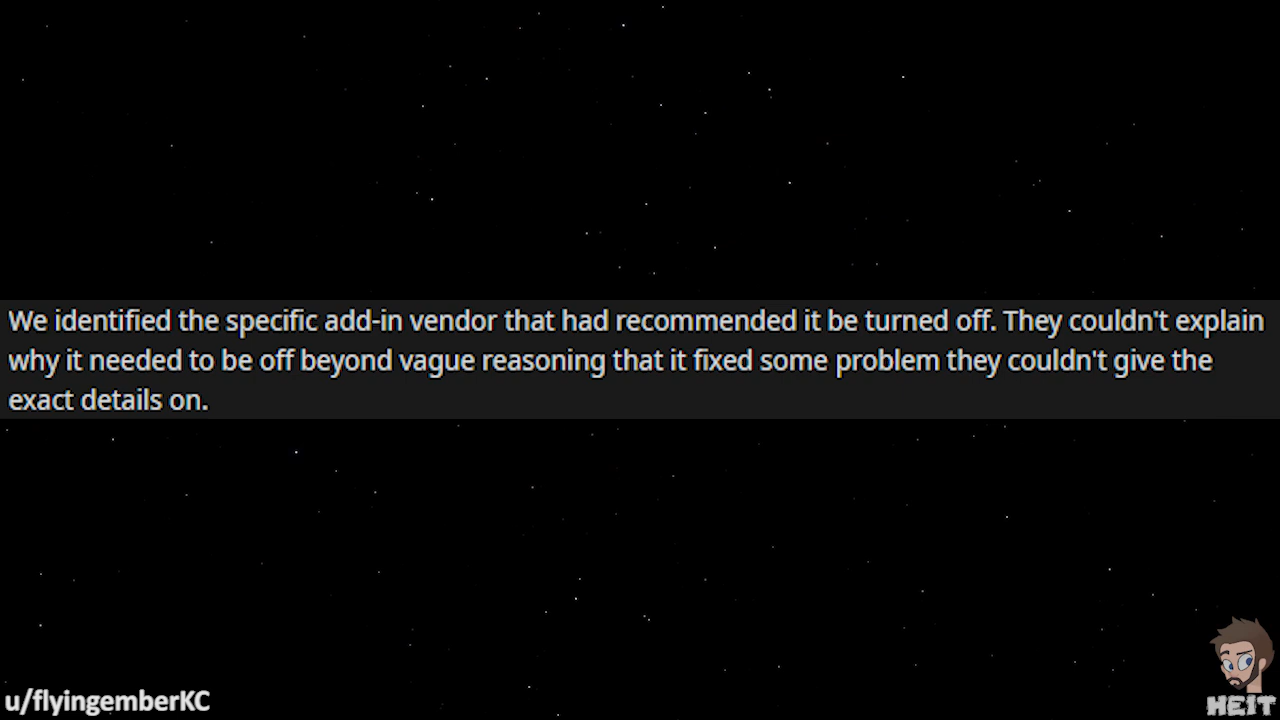 We identified the specific add-in vendor that had recommended it be turned off. They couldn't explain
why it needed to be off beyond vague reasoning that it fixed some problem they couldn't give the
exact details on.
u/flyingemberKC
HEIT